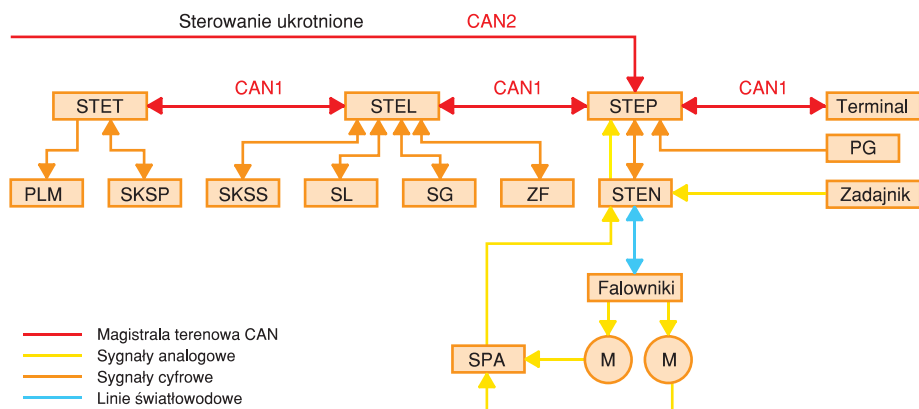 Sterowanie ukrotnione CAN2
CAN1 CAN1 CAN1
STET STEL STEP Terminal
PG
PLM SKSP SKSS SL SG ZF STEN Zadajnik
Falowniki
Magistrala terenowa CAN
Sygnały analogowe
SPA M M
Sygnały cyfrowe
Linie światłowodowe